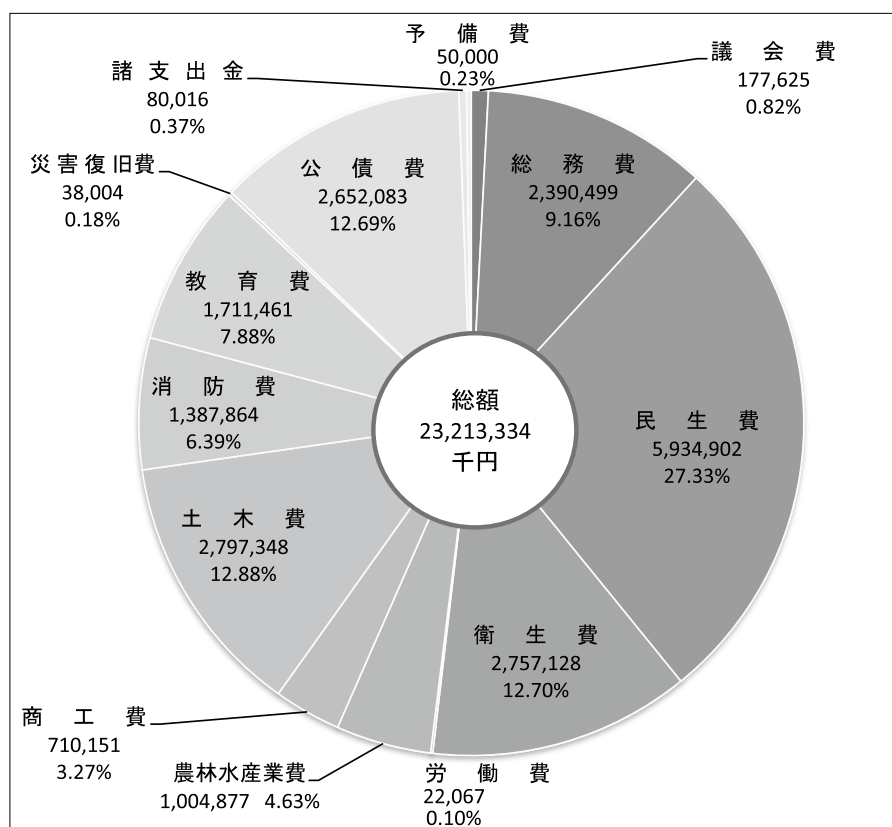 予備費
50,000
0.23%
議会費
177,625
0.82%
総務費
2,390,499
9.16%
民生費
5,934,902
27.33%
衛生費
2,757,128
12.70%
労働費
22,067
0.10%
農林水産業費
1,004,877 4.63%
商工費
710,151
3.27%
土木費
2,797,348
12.88%
消防費
1,387,864
6.39%
教育費
1,711,461
7.88%
災害復旧費
38,004
0.18%
公債費
2,652,083
12.69%
諸支出金
80,016
0.37%
総額
23,213,334
千円